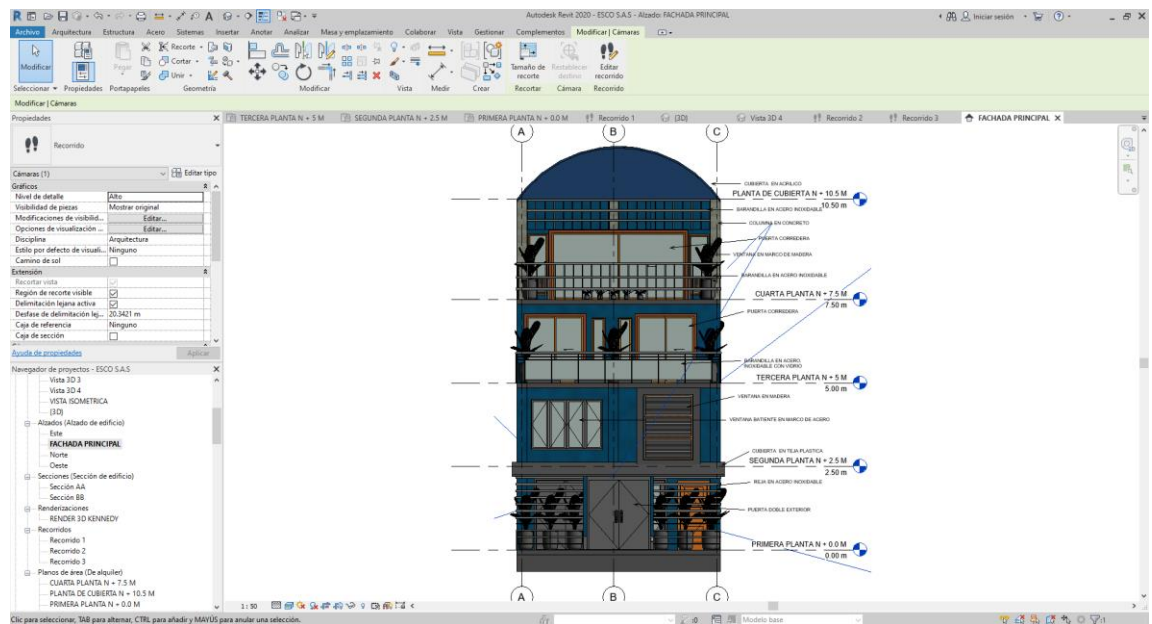 Autodesk Revit 2020 - ESCO S.A.S - Alzado: FACHADA PRINCIPAL
Iniciar sesión
Archivo Arquitectura Estructura Acero Sistemas Insertar Anotar Analizar Masa y emplazamiento Colaborar Vista Gestionar Complementos Modificar | Cámaras
Modificar
Pegar
Recorte
Cortar
Unir
Tamaño de recorte
Restablecer destino
Editar recorrido
Seleccionar Propiedades Portapapeles Geometría Modificar Vista Medir Crear Recortar Cámara Recorrido
Modificar | Cámaras
Propiedades
TERCERA PLANTA N + 5 M SEGUNDA PLANTA N + 2.5 M PRIMERA PLANTA N + 0.0 M Recorrido 1 {3D} Vista 3D 4 Recorrido 2 Recorrido 3 FACHADA PRINCIPAL
Recorrido
Cámaras (1) Editar tipo
Gráficos
Nivel de detalle Alto
Visibilidad de piezas Mostrar original
Modificaciones de visibilid... Editar...
Opciones de visualización ... Editar...
Disciplina Arquitectura
Estilo por defecto de visuali... Ninguno
Camino de sol
Extensión
Recortar vista
Región de recorte visible
Delimitación lejana activa
Desfase de delimitación lej... 20.3421 m
Caja de referencia Ninguno
Caja de sección
Ayuda de propiedades Aplicar
Navegador de proyectos - ESCO S.A.S
Vista 3D 3
Vista 3D 4
VISTA ISOMETRICA
{3D}
Alzados (Alzado de edificio)
Este
FACHADA PRINCIPAL
Norte
Oeste
Secciones (Sección de edificio)
Sección AA
Sección BB
Renderizaciones
RENDER 3D KENNEDY
Recorridos
Recorrido 1
Recorrido 2
Recorrido 3
Planos de área (De alquiler)
CUARTA PLANTA N + 7.5 M
PLANTA DE CUBIERTA N + 10.5 M
PRIMERA PLANTA N + 0.0 M
A B C
CUBIERTA EN ACRILICO
PLANTA DE CUBIERTA N + 10.5 M
10.50 m
BARANDILLA EN ACERO INOXIDABLE
COLUMNA EN CONCRETO
PUERTA CORREDERA
VENTANA EN MARCO DE MADERA
BARANDILLA EN ACERO INOXIDABLE
CUARTA PLANTA N + 7.5 M
7.50 m
PUERTA CORREDERA
BARANDILLA EN ACERO
INOXIDABLE CON VIDRIO
TERCERA PLANTA N + 5 M
5.00 m
VENTANA EN MADERA
VENTANA BATIENTE EN MARCO DE ACERO
CUBIERTA EN TEJA PLASTICA
SEGUNDA PLANTA N + 2.5 M
2.50 m
REJA EN ACERO INOXIDABLE
PUERTA DOBLE EXTERIOR
PRIMERA PLANTA N + 0.0 M
0.00 m
A B C
1 : 50
Clic para seleccionar, TAB para alternar, CTRL para añadir y MAYÚS para anular una selección.
:0 Modelo base